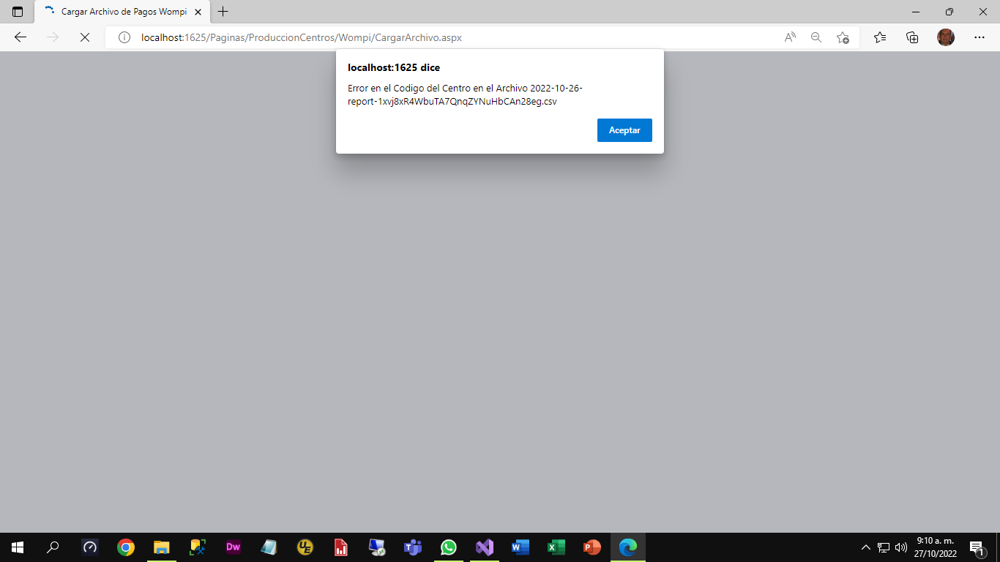 Cargar Archivo de Pagos Wompi
localhost:1625/Paginas/ProduccionCentros/Wompi/CargarArchivo.aspx
localhost:1625 dice
Error en el Codigo del Centro en el Archivo 2022-10-26-
report-1xvj8xR4WbuTA7QnqZYNuHbCAn28eg.csv
Aceptar
9:10 a. m.
27/10/2022
1